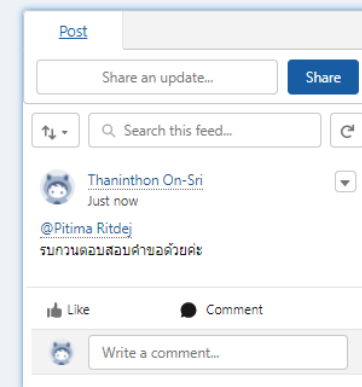 Post
Share an update...
Share
Search this feed...
Thaninthon On-Sri
Just now
@Pitima Ritdej
รบกวนตอบสอบคำขอด้วยค่ะ
Like Comment
Write a comment...